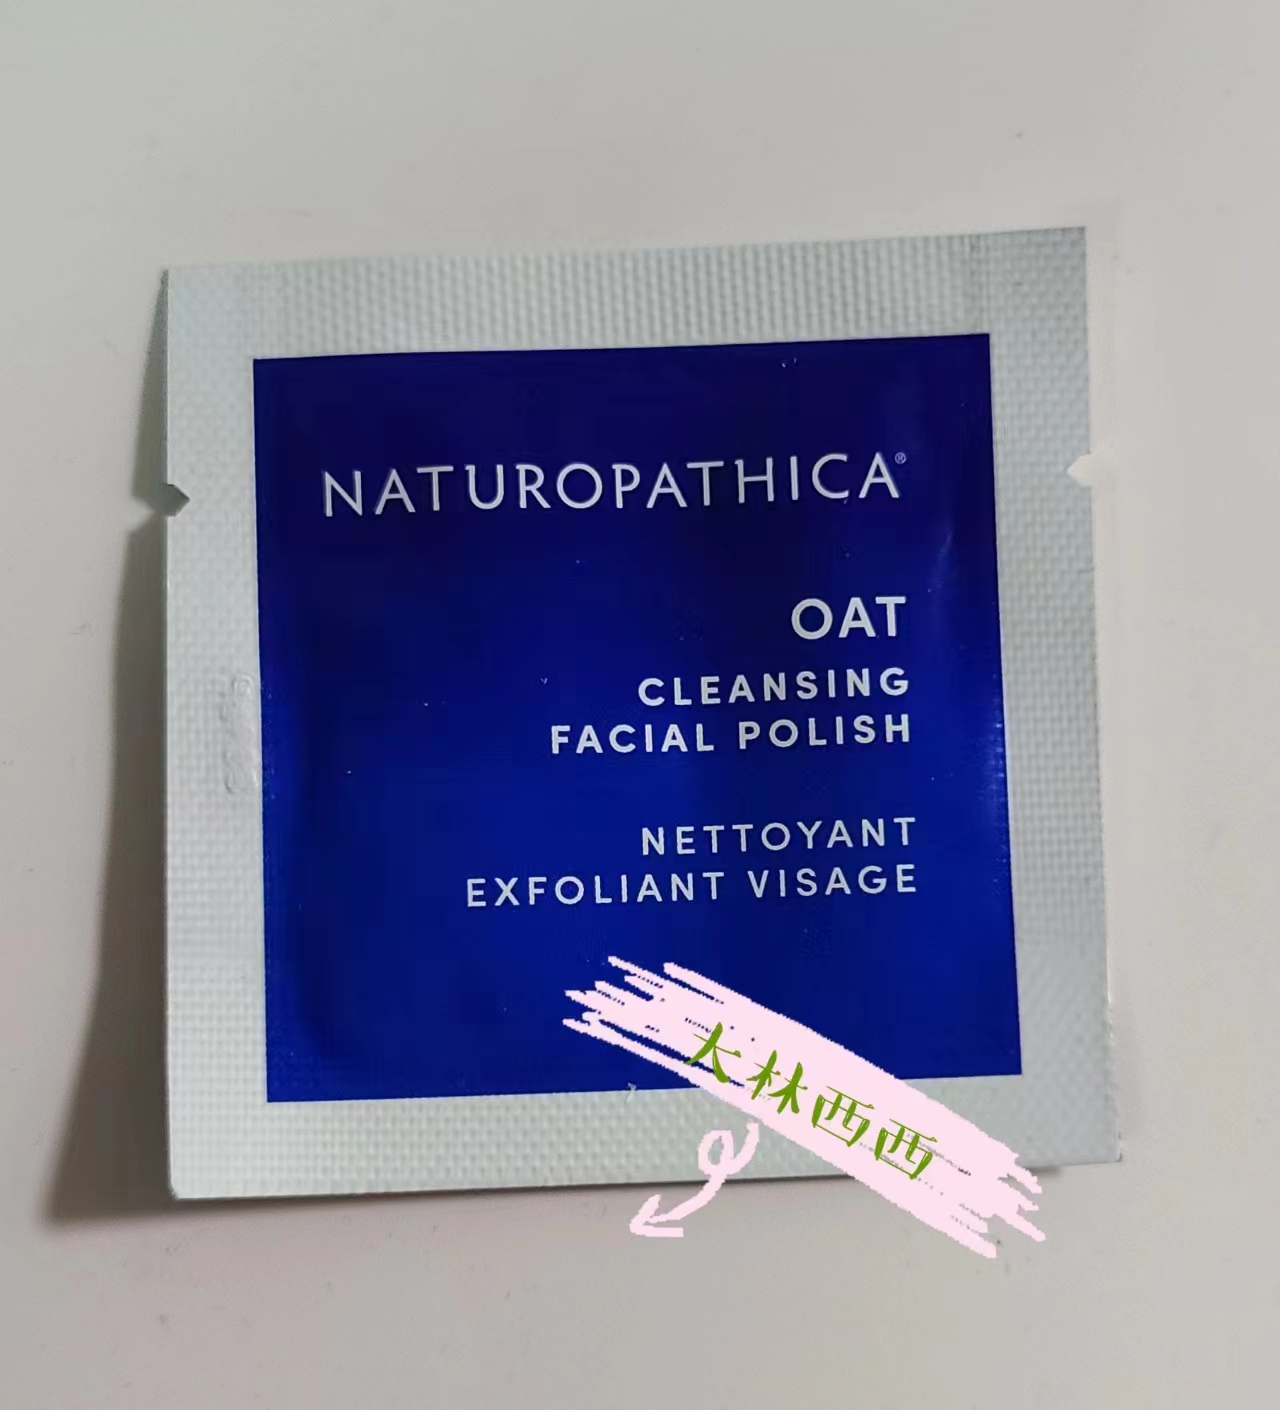 NATUROPATHICA®
OAT
CLEANSING
FACIAL POLISH
NETTOYANT
EXFOLIANT VISAGE
大林西西